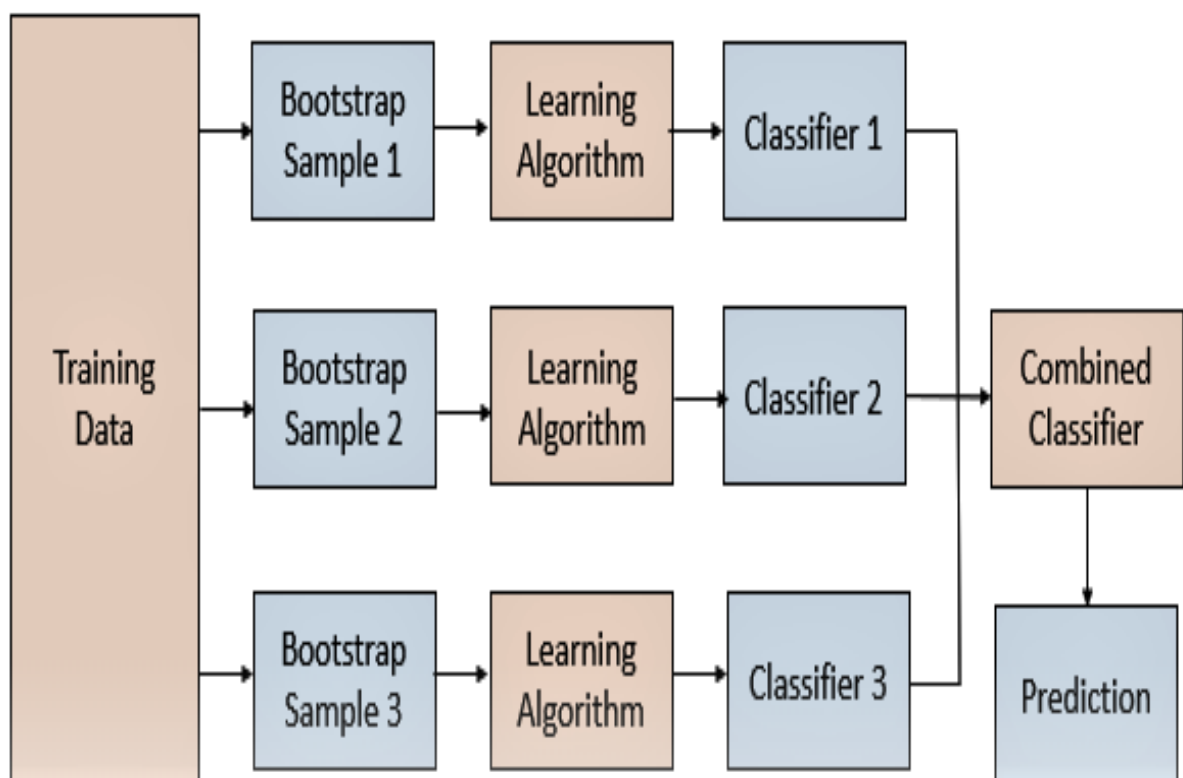 Training
Data
Bootstrap
Sample 1
Learning
Algorithm
Classifier 1
Bootstrap
Sample 2
Learning
Algorithm
Classifier 2
Bootstrap
Sample 3
Learning
Algorithm
Classifier 3
Combined
Classifier
Prediction